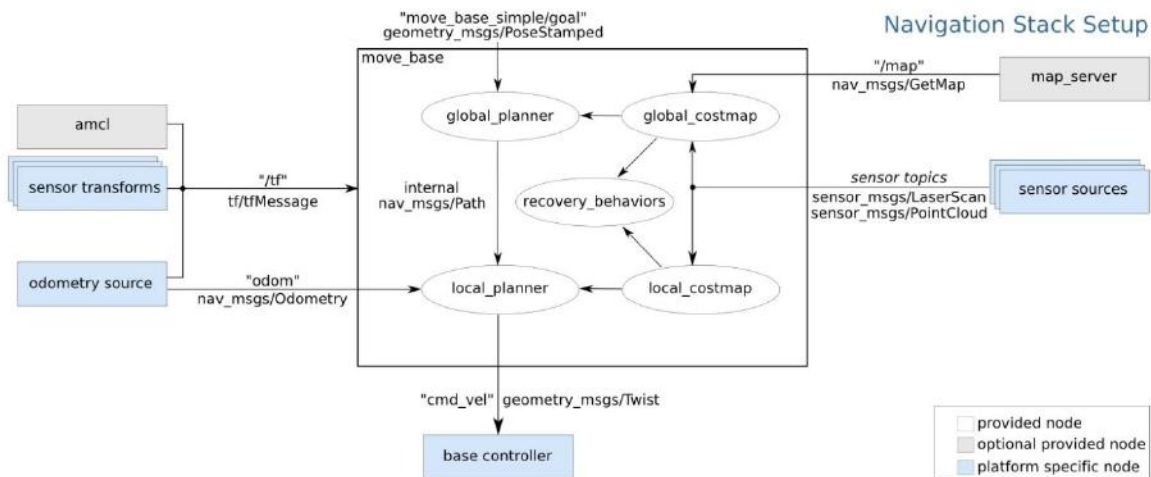 Navigation Stack Setup
"move_base_simple/goal"
geometry_msgs/PoseStamped
move_base
"/map"
nav_msgs/GetMap
map_server
amcl
global_planner
global_costmap
sensor transforms
"/tf"
tf/tfMessage
internal
nav_msgs/Path
recovery_behaviors
sensor topics
sensor_msgs/LaserScan
sensor_msgs/PointCloud
sensor sources
odometry source
"odom"
nav_msgs/Odometry
local_planner
local_costmap
"cmd_vel"
geometry_msgs/Twist
base controller
provided node
optional provided node
platform specific node